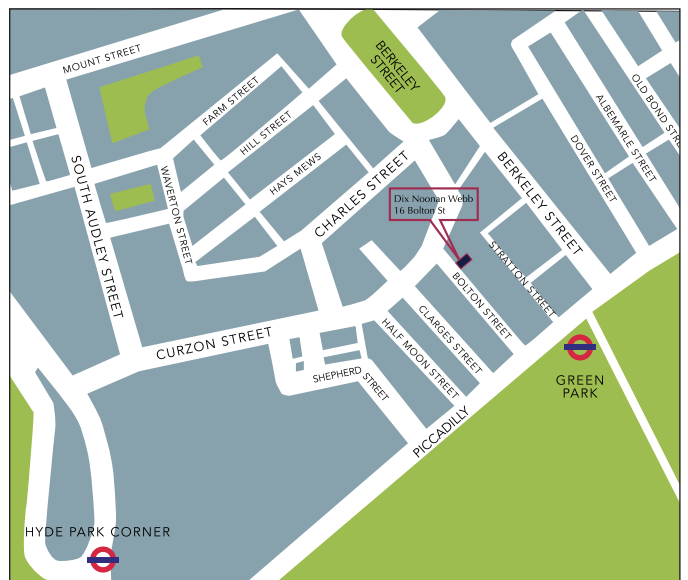 MOUNT STREET
BERKELEY
STREET
FARM STREET
HILL STREET
HAYS MEWS
OLD BOND STRE
ALBEMARLE STREET
DOVER STREET
SOUTH AUDLEY STREET
WAVERTON STREET
CHARLES STREET
BERKELEY STREET
Dix Noonan Webb
16 Bolton St
STRATTON STREET
BOLTON STREET
CLARGES STREET
HALF MOON STREET
CURZON STREET
SHEPHERD
STREET
PICCADILLY
GREEN
PARK
HYDE PARK CORNER